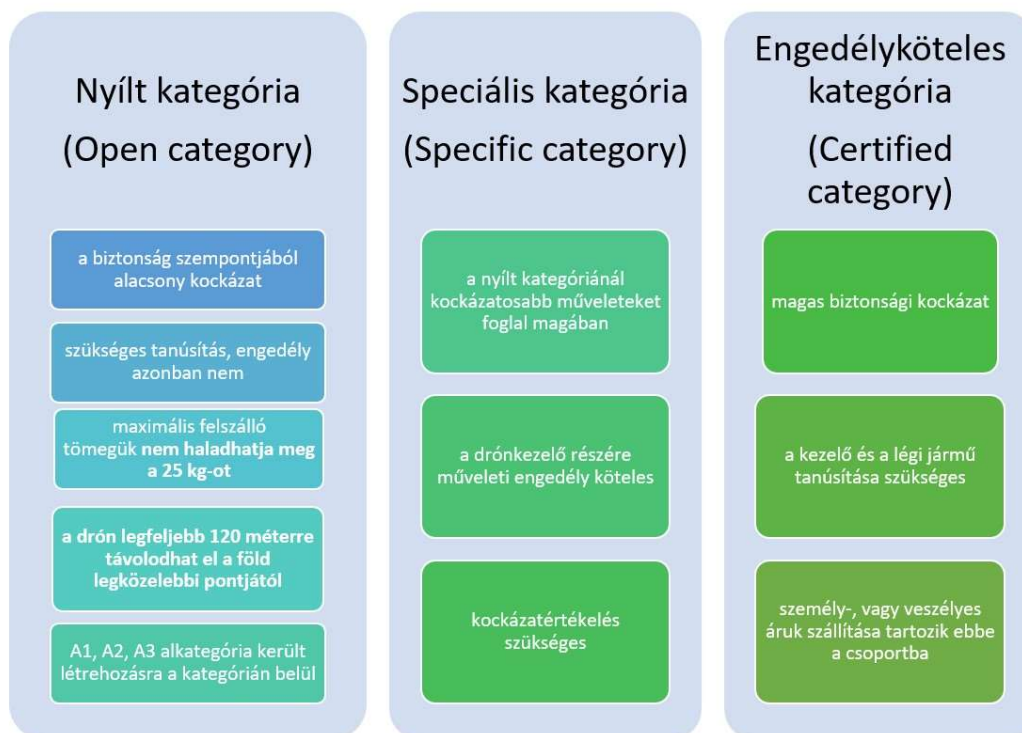 Nyílt kategória
(Open category)
a biztonság szempontjából
alacsony kockázat
szükséges tanúsítás, engedély
azonban nem
maximális felszálló
tömegük nem haladhatja meg
a 25 kg-ot
a drón legfeljebb 120 méterre
távolodhat el a föld
legközelebbi pontjától
A1, A2, A3 alkategória került
létrehozásra a kategórián belül
Speciális kategória
(Specific category)
a nyílt kategóriánál
kockázatosabb műveleteket
foglal magában
a drónkezelő részére
műveleti engedély köteles
kockázatértékelés
szükséges
Engedélyköteles
kategória
(Certified
category)
magas biztonsági kockázat
a kezelő és a légi jármű
tanúsítása szükséges
személy-, vagy veszélyes
áruk szállítása tartozik ebbe
a csoportba